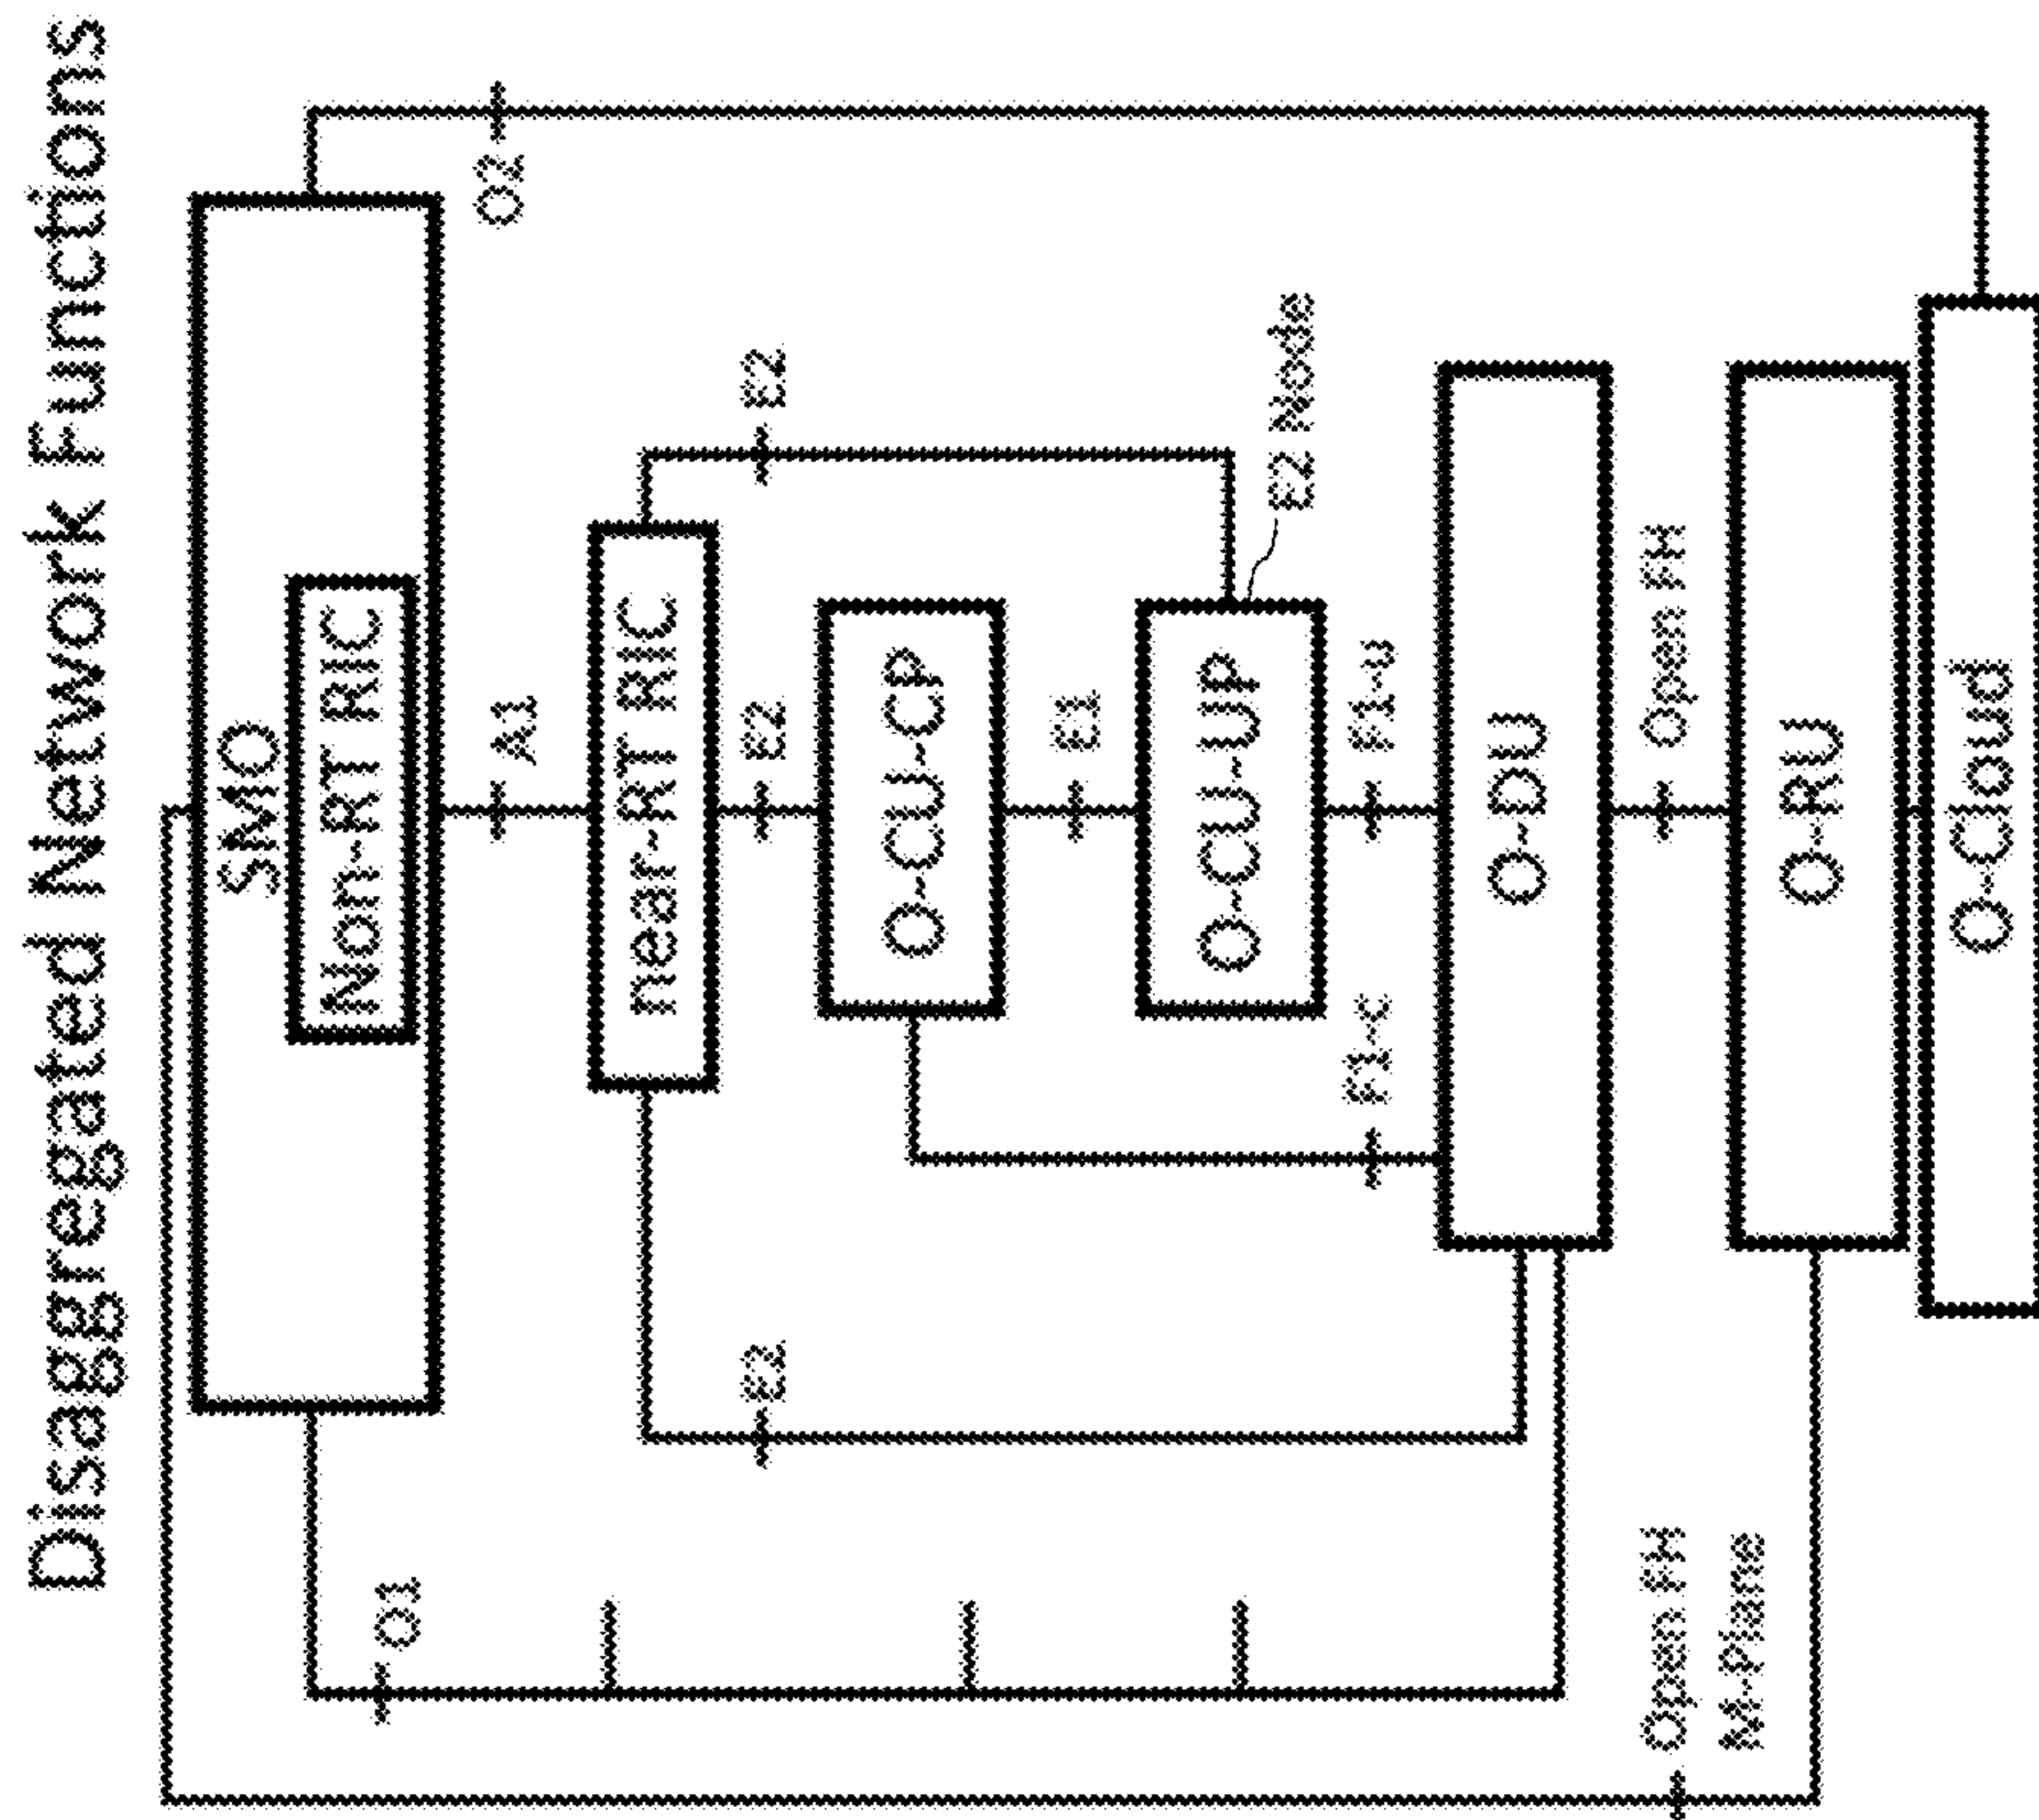 Disaggregated Network Functions
SMO
Non-RT RIC
O2
A1
O1
near-RT RIC
E2
E2
E2
O-CU-CP
E1
O-CU-UP
E2 Node
F1-c
F1-u
O-DU
Open FH
Open FH
M-Plane
O-RU
O-Cloud